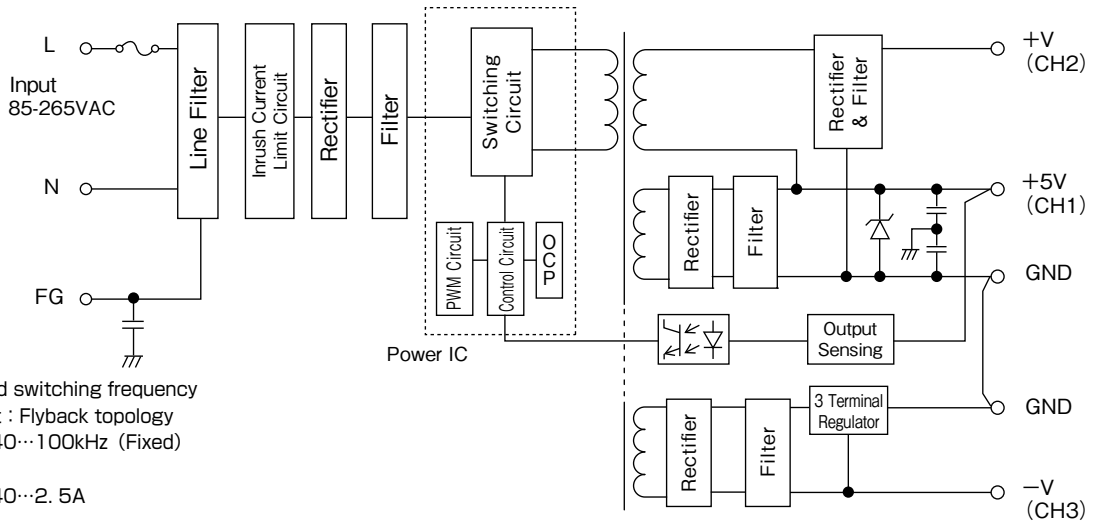 L
Input
85-265VAC
N
FG
Line Filter
Inrush Current
Limit Circuit
Rectifier
Filter
Switching
Circuit
PWM Circuit
Control Circuit
OCP
Power IC
Rectifier
& Filter
+V
(CH2)
Rectifier
Filter
+5V
(CH1)
GND
Output
Sensing
Rectifier
Filter
3 Terminal
Regulator
GND
−V
(CH3)
d switching frequency
: Flyback topology
40…100kHz (Fixed)
40…2. 5A